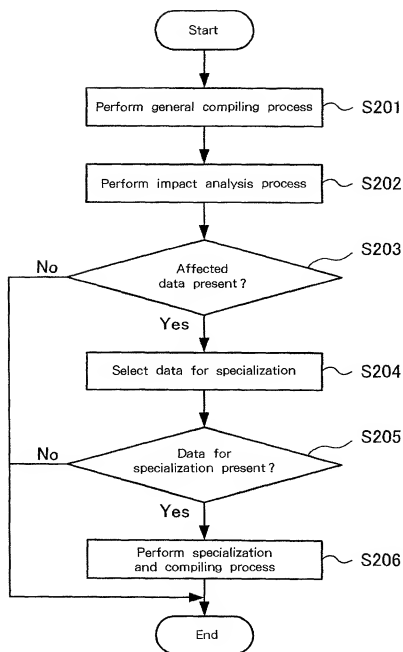 Start
Perform general compiling process
S201
Perform impact analysis process
S202
S203
No
Affected
data present?
Yes
Select data for specialization
S204
S205
No
Data for
specialization present?
Yes
Perform specialization
and compiling process
S206
End